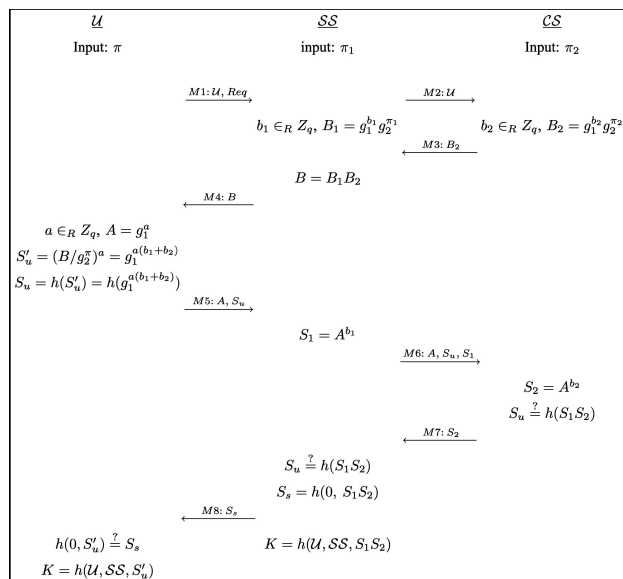 U SS CS
Input: π input: π₁ Input: π₂
M1: U, Req M2: U
b₁ ∈_R Z_q, B₁ = g₁^{b₁} g₂^{π₁} b₂ ∈_R Z_q, B₂ = g₁^{b₂} g₂^{π₂}
M3: B₂
B = B₁B₂
M4: B
a ∈_R Z_q, A = g₁^a
S'_u = (B/g₂^π)^a = g₁^{a(b₁+b₂)}
S_u = h(S'_u) = h(g₁^{a(b₁+b₂)})
M5: A, S_u
S₁ = A^{b₁}
M6: A, S_u, S₁
S₂ = A^{b₂}
S_u ≟ h(S₁S₂)
M7: S₂
S_u ≟ h(S₁S₂)
S_s = h(0, S₁S₂)
M8: S_s
h(0, S'_u) ≟ S_s K = h(U, SS, S₁S₂)
K = h(U, SS, S'_u)